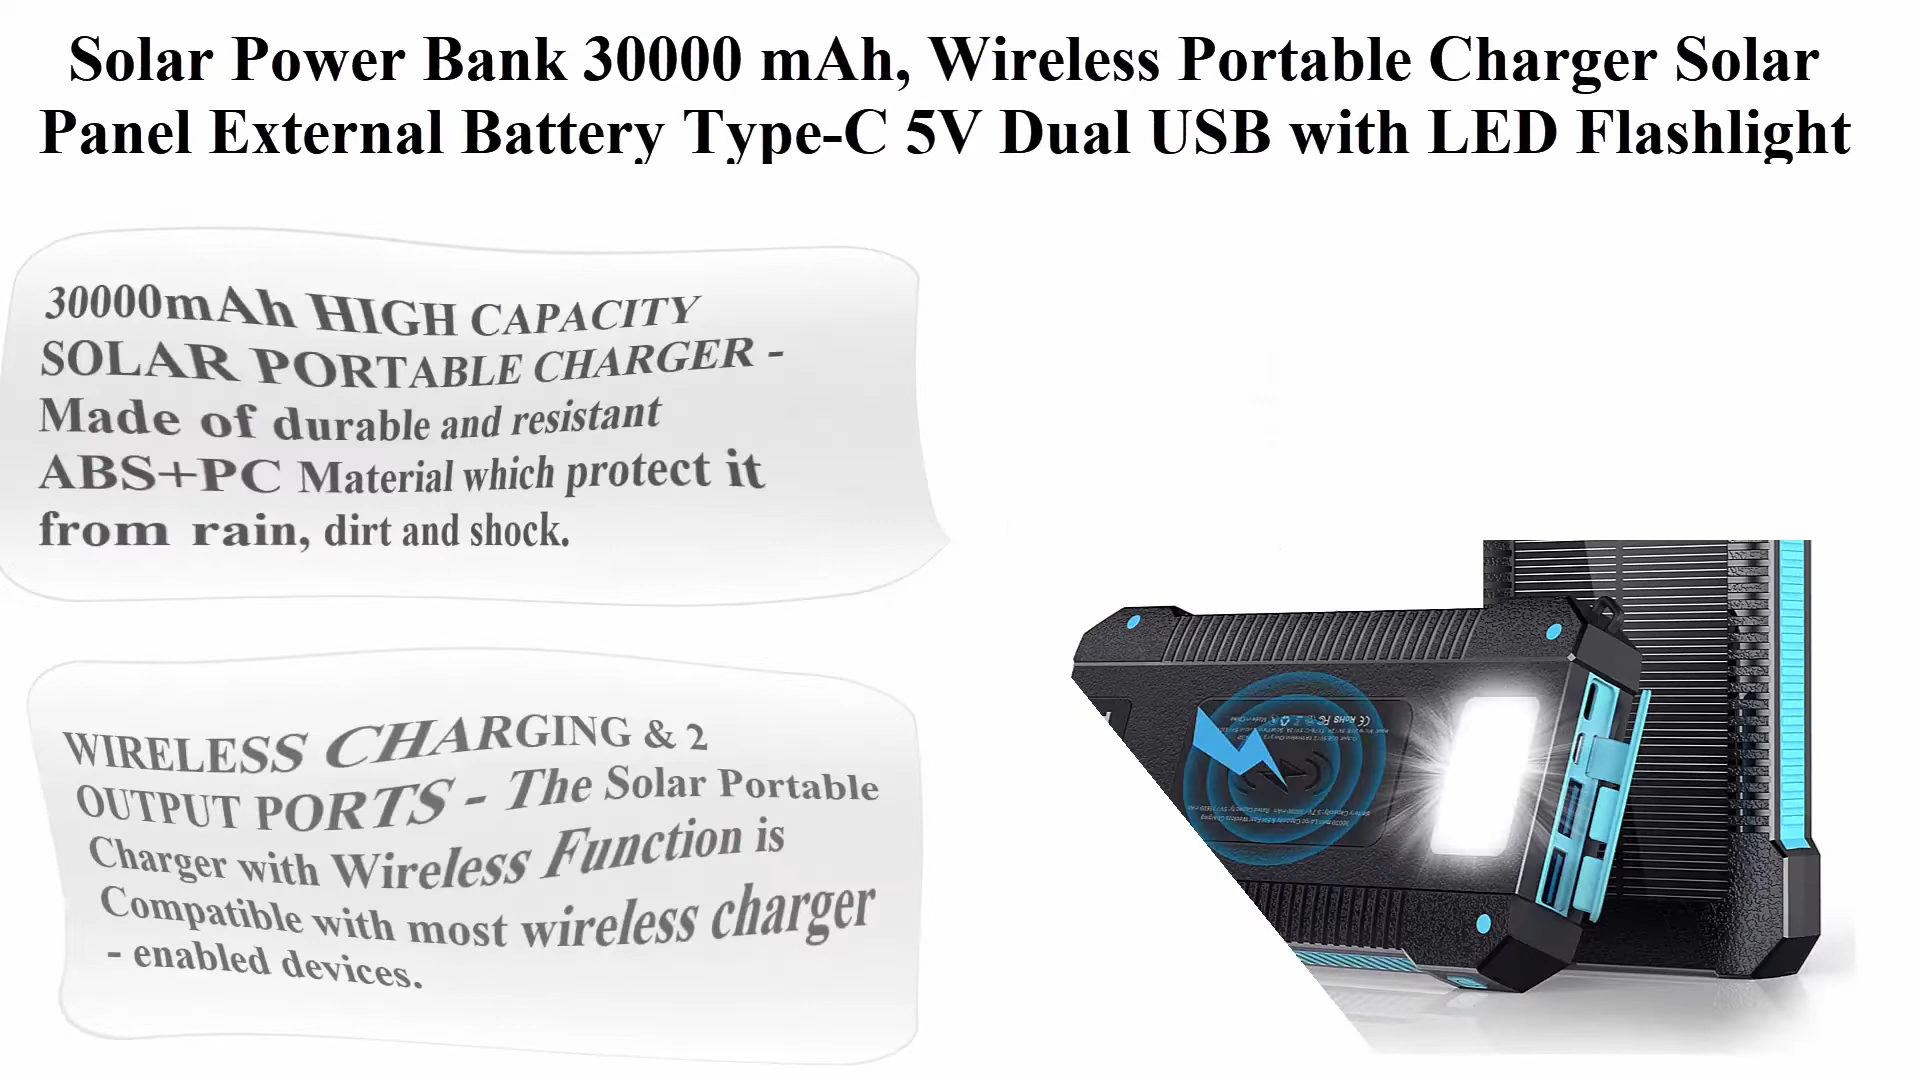 Solar Power Bank 30000 mAh, Wireless Portable Charger Solar
Panel External Battery Type-C 5V Dual USB with LED Flashlight
30000mAh HIGH CAPACITY
SOLAR PORTABLE CHARGER -
Made of durable and resistant
ABS+PC Material which protect it
from rain, dirt and shock.
WIRELESS CHARGING & 2
OUTPUT PORTS - The Solar Portable
Charger with Wireless Function is
Compatible with most wireless charger
- enabled devices.